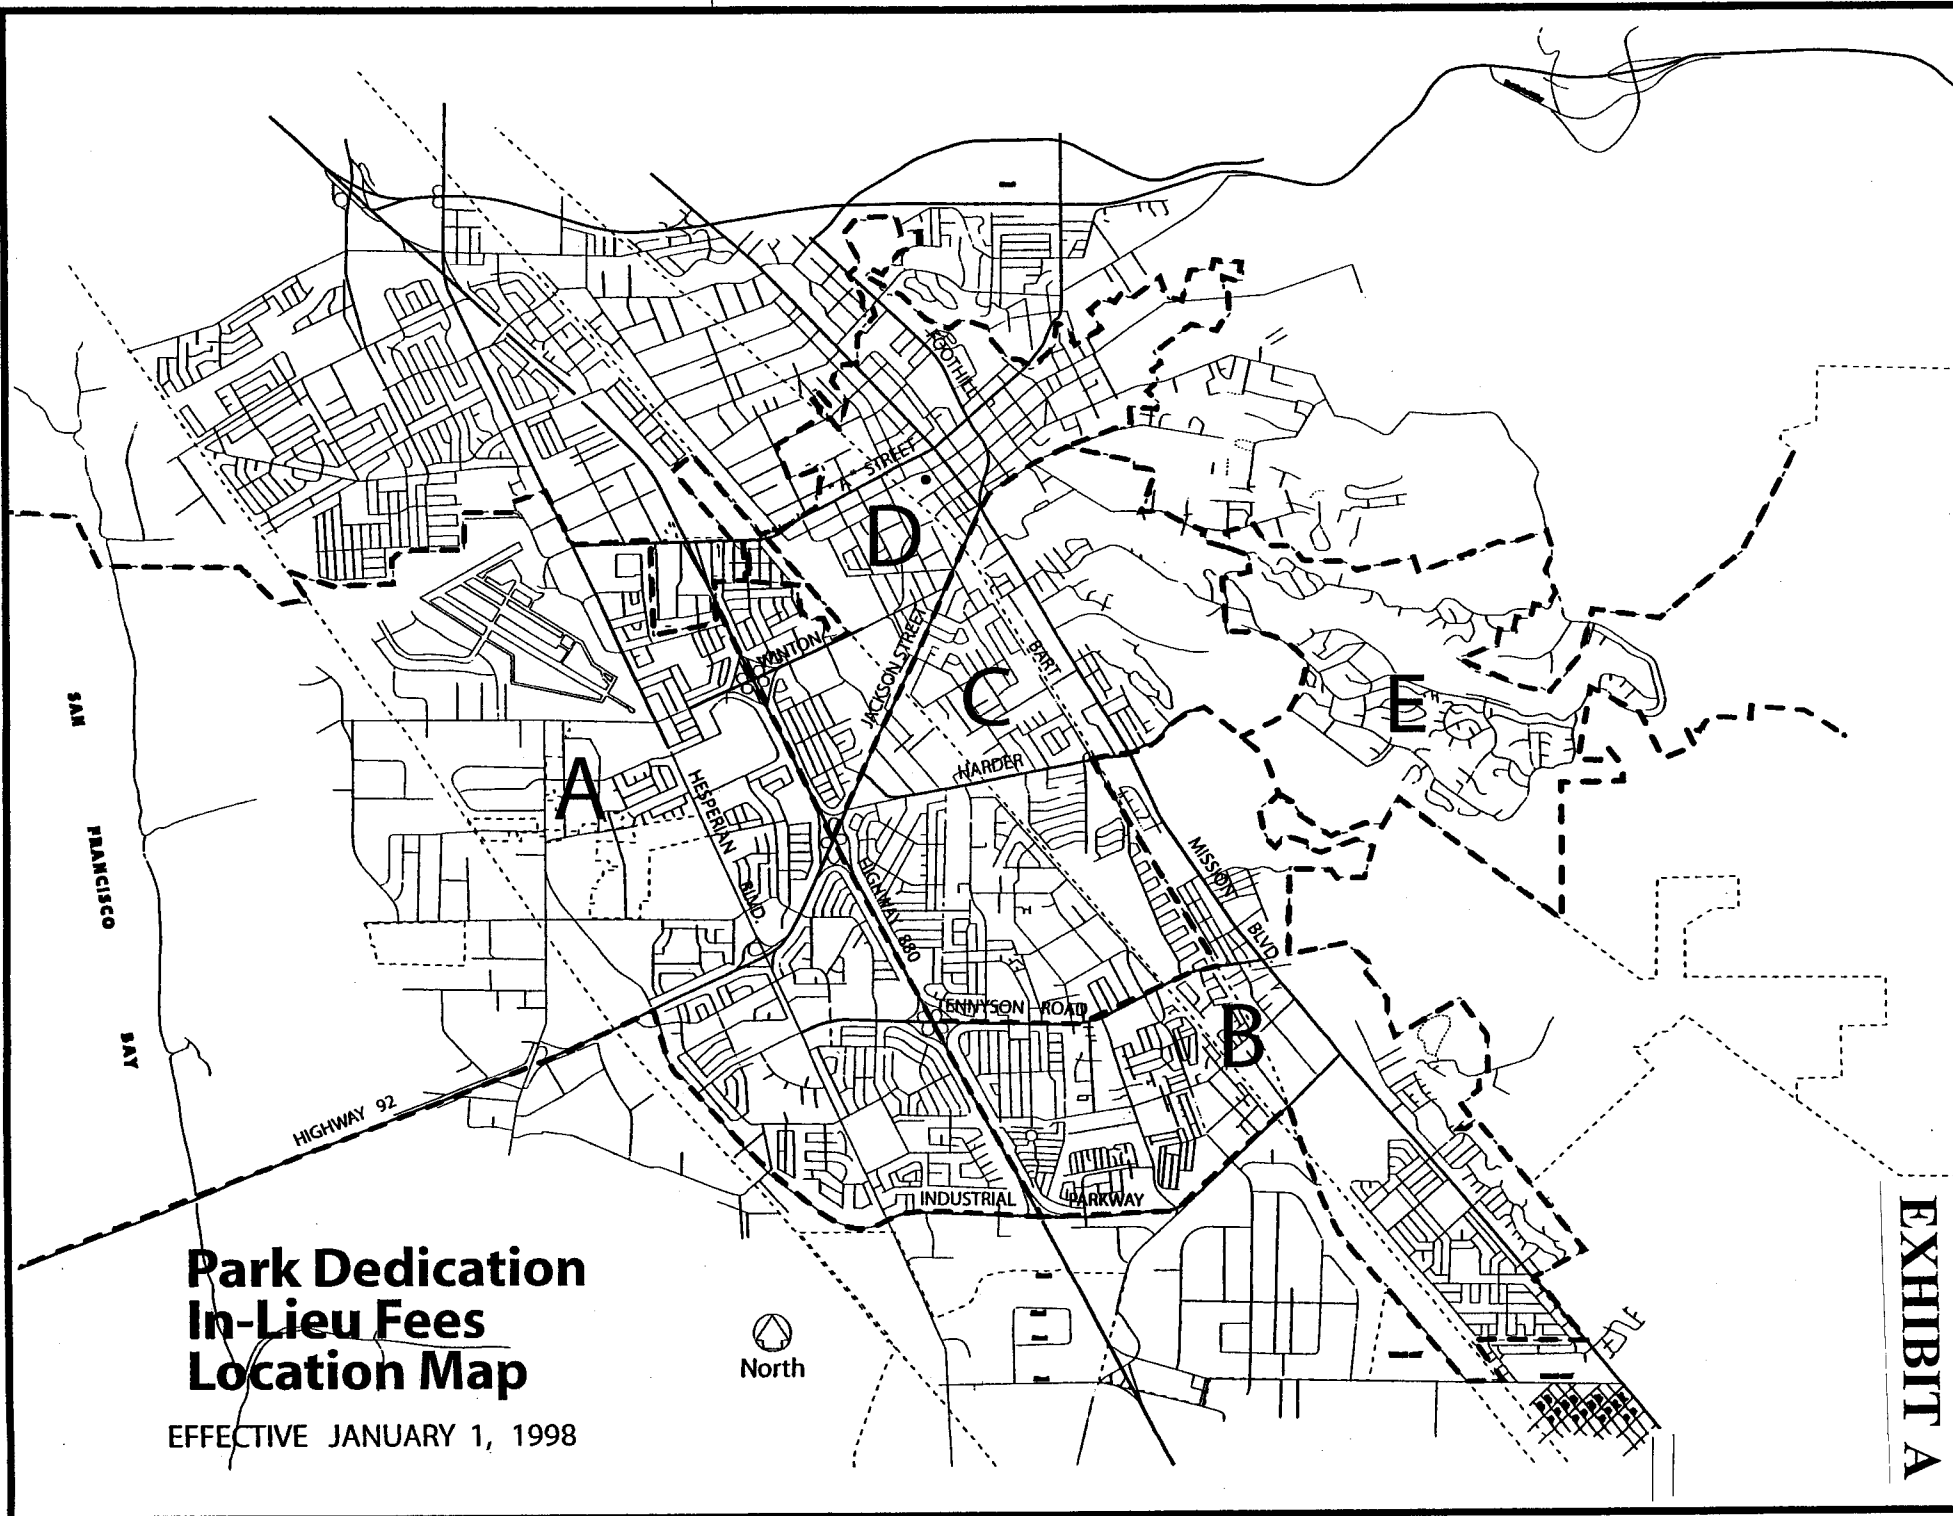 FOOTHILL
"A" STREET
D
WINTON
JACKSON STREET
BART
C
E
HARDER
A
HESPERIAN
BLVD.
SAN
FRANCISCO
BAY
MISSION
BLVD
HIGHWAY 880
TENNYSON ROAD
B
HIGHWAY 92
INDUSTRIAL PARKWAY
Park Dedication
In-Lieu Fees
Location Map
EFFECTIVE JANUARY 1, 1998
North
EXHIBIT A